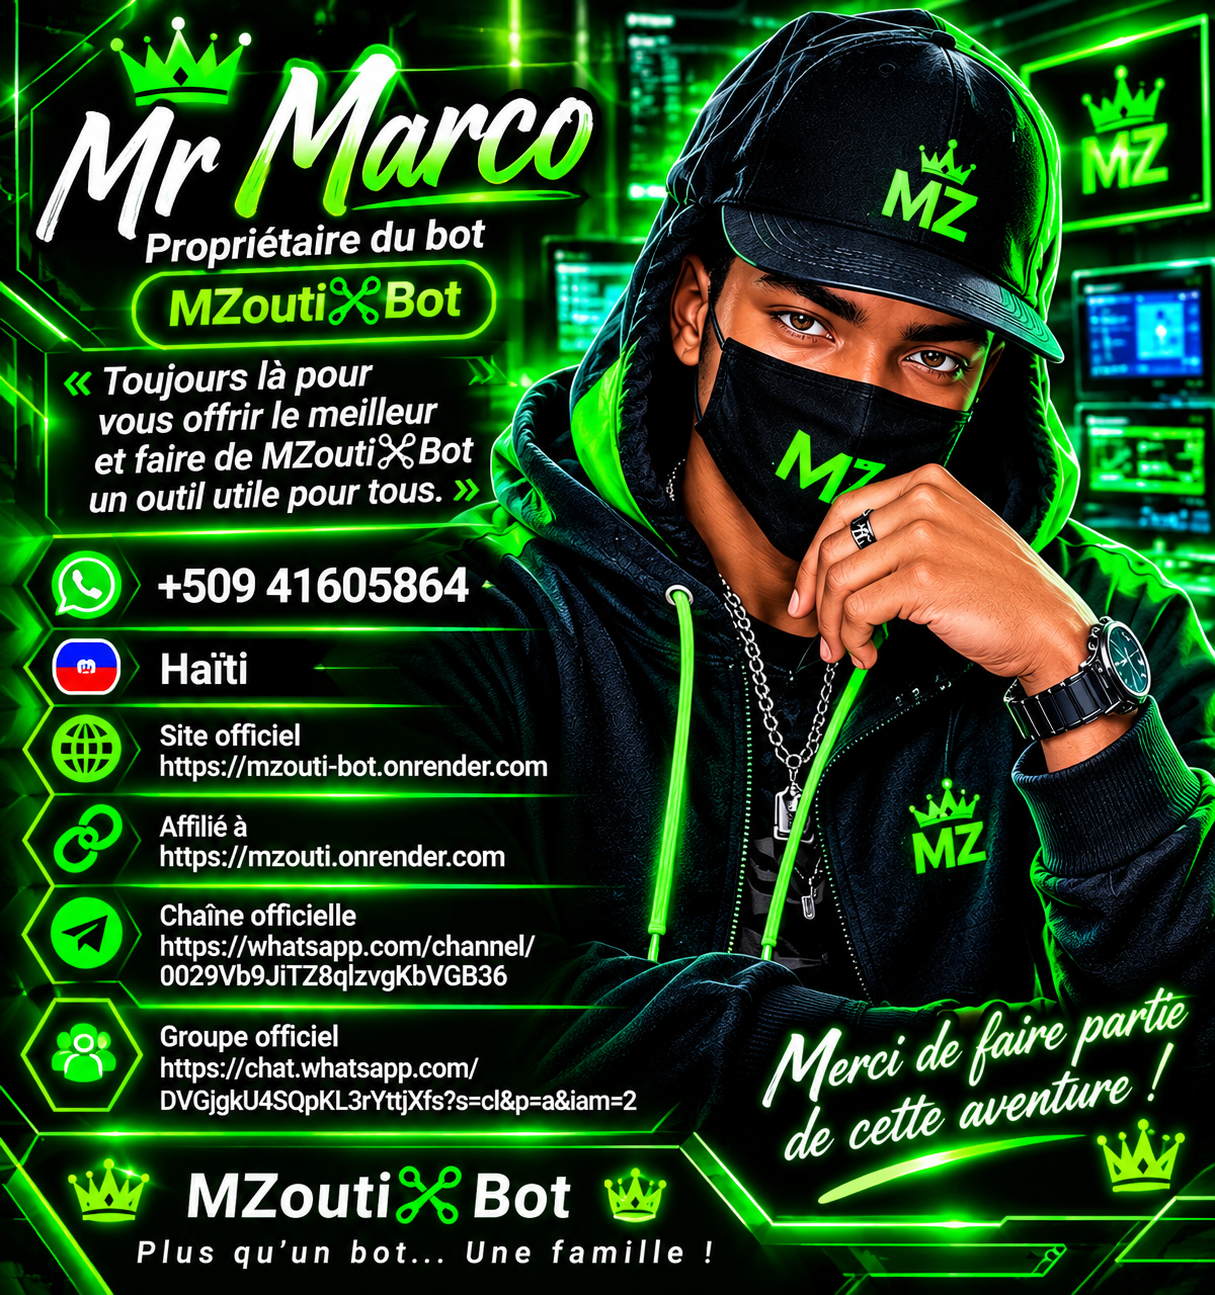 Mr Marco
Propriétaire du bot
MZouti Bot
« Toujours là pour »
vous offrir le meilleur
et faire de MZouti Bot
un outil utile pour tous. »
+509 41605864
Haïti
Site officiel
https://mzouti-bot.onrender.com
Affilié à
https://mzouti.onrender.com
Chaîne officielle
https://whatsapp.com/channel/
0029Vb9JiTZ8qlzvgKbVGB36
Groupe officiel
https://chat.whatsapp.com/
DVGjgkU4SQpKL3rYttjXfs?s=cl&p=a&iam=2
MZouti Bot
Plus qu'un bot... Une famille !
MZ
MZ
MZ
MZ
Merci de faire partie
de cette aventure !